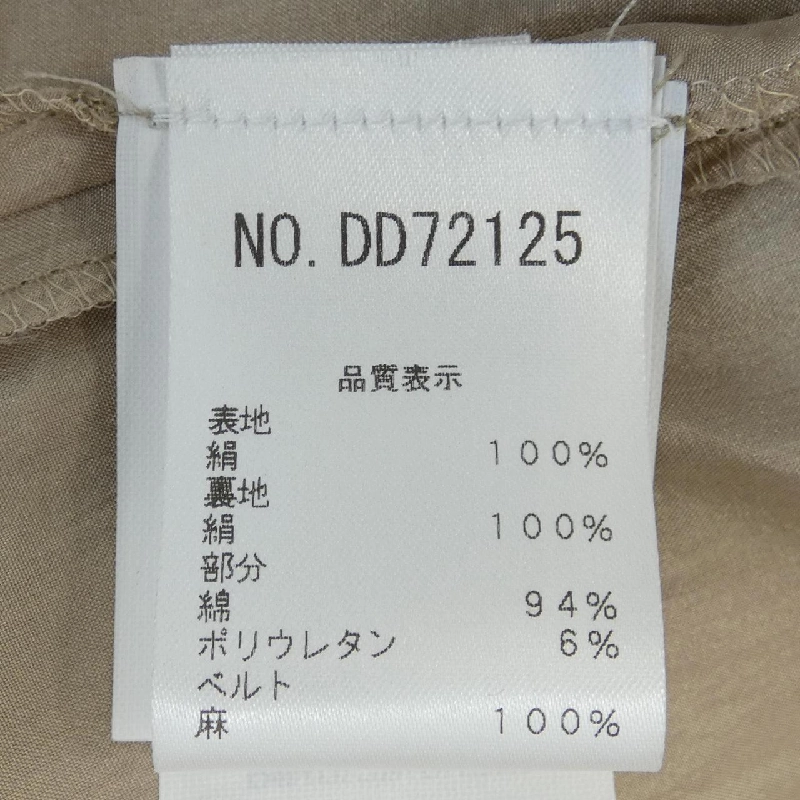 NO. DD72125
品質表示
表地
絹 100%
裏地
絹 100%
部分
綿 94%
ポリウレタン 6%
ベルト
麻 100%